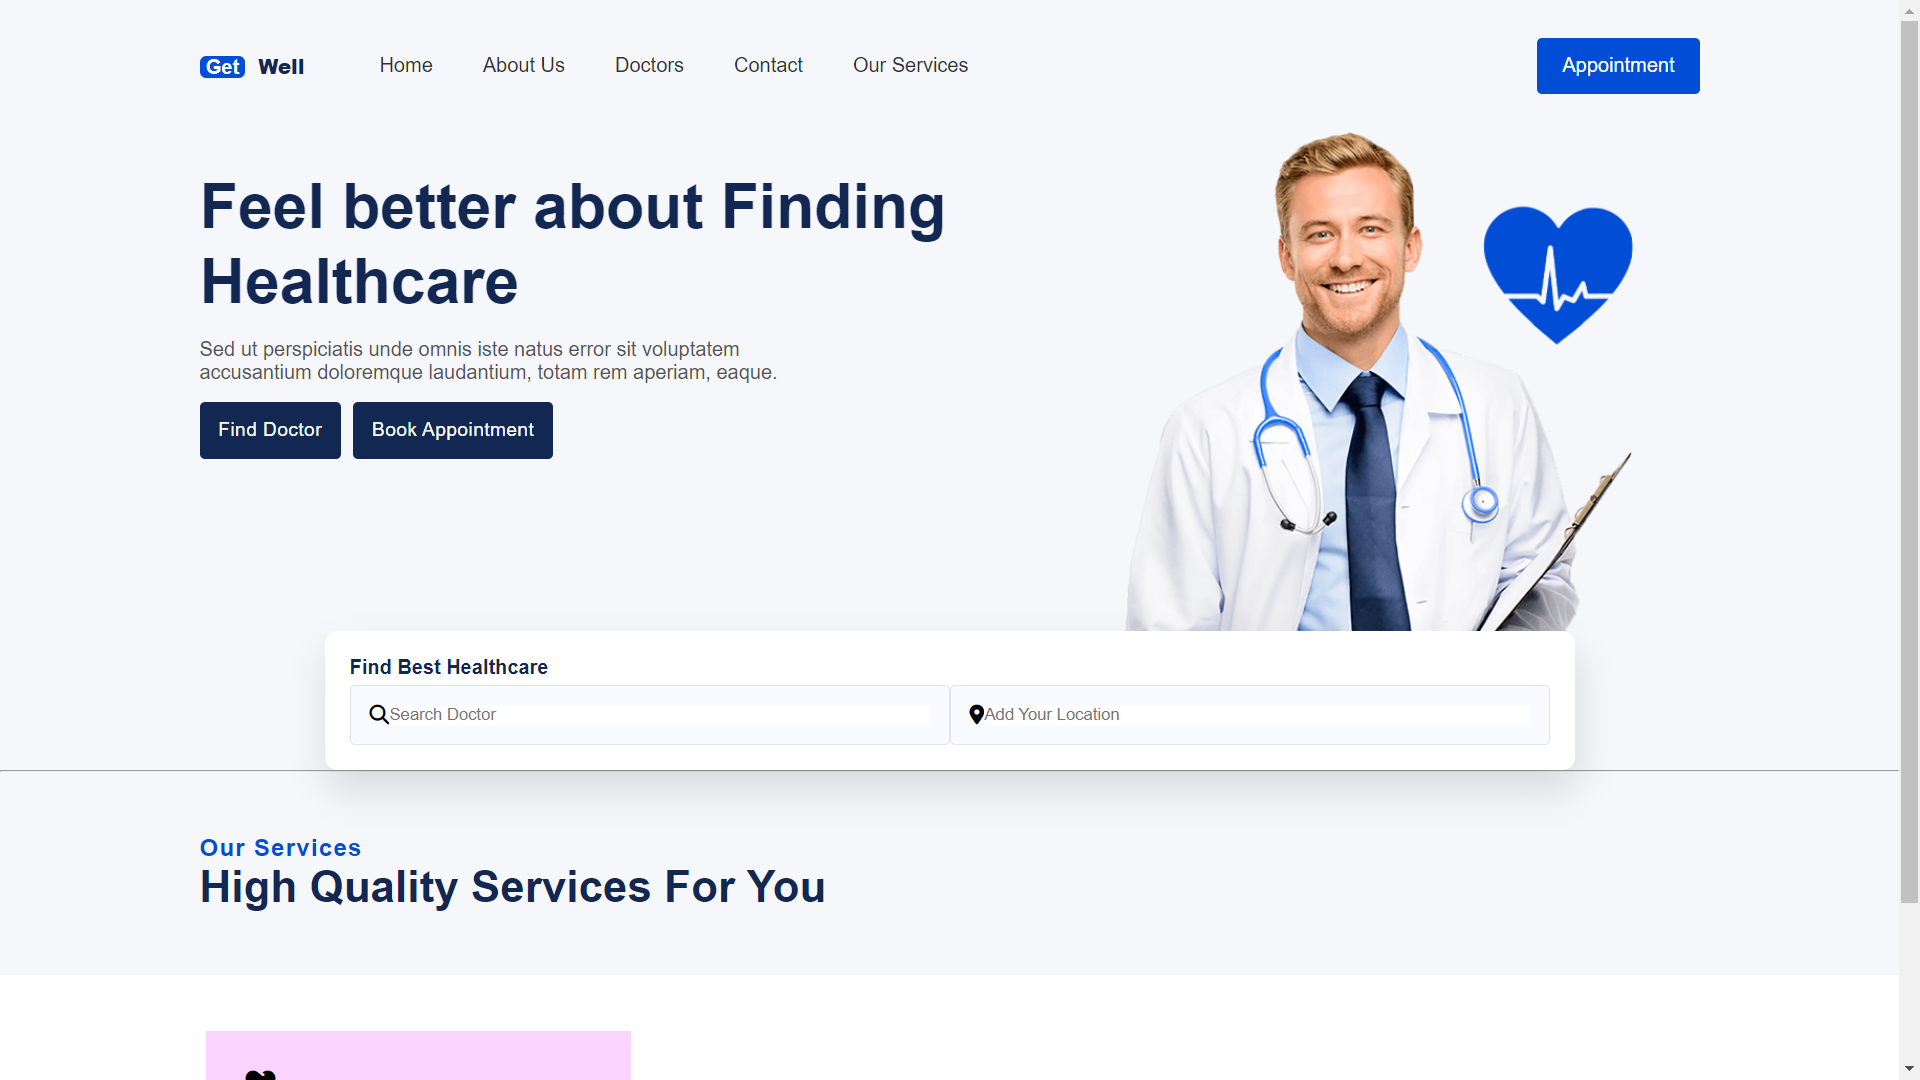 Get Well
Home
About Us
Doctors
Contact
Our Services
Appointment
Feel better about Finding
Healthcare
Sed ut perspiciatis unde omnis iste natus error sit voluptatem
accusantium doloremque laudantium, totam rem aperiam, eaque.
Find Doctor
Book Appointment
Find Best Healthcare
Search Doctor
Add Your Location
Our Services
High Quality Services For You